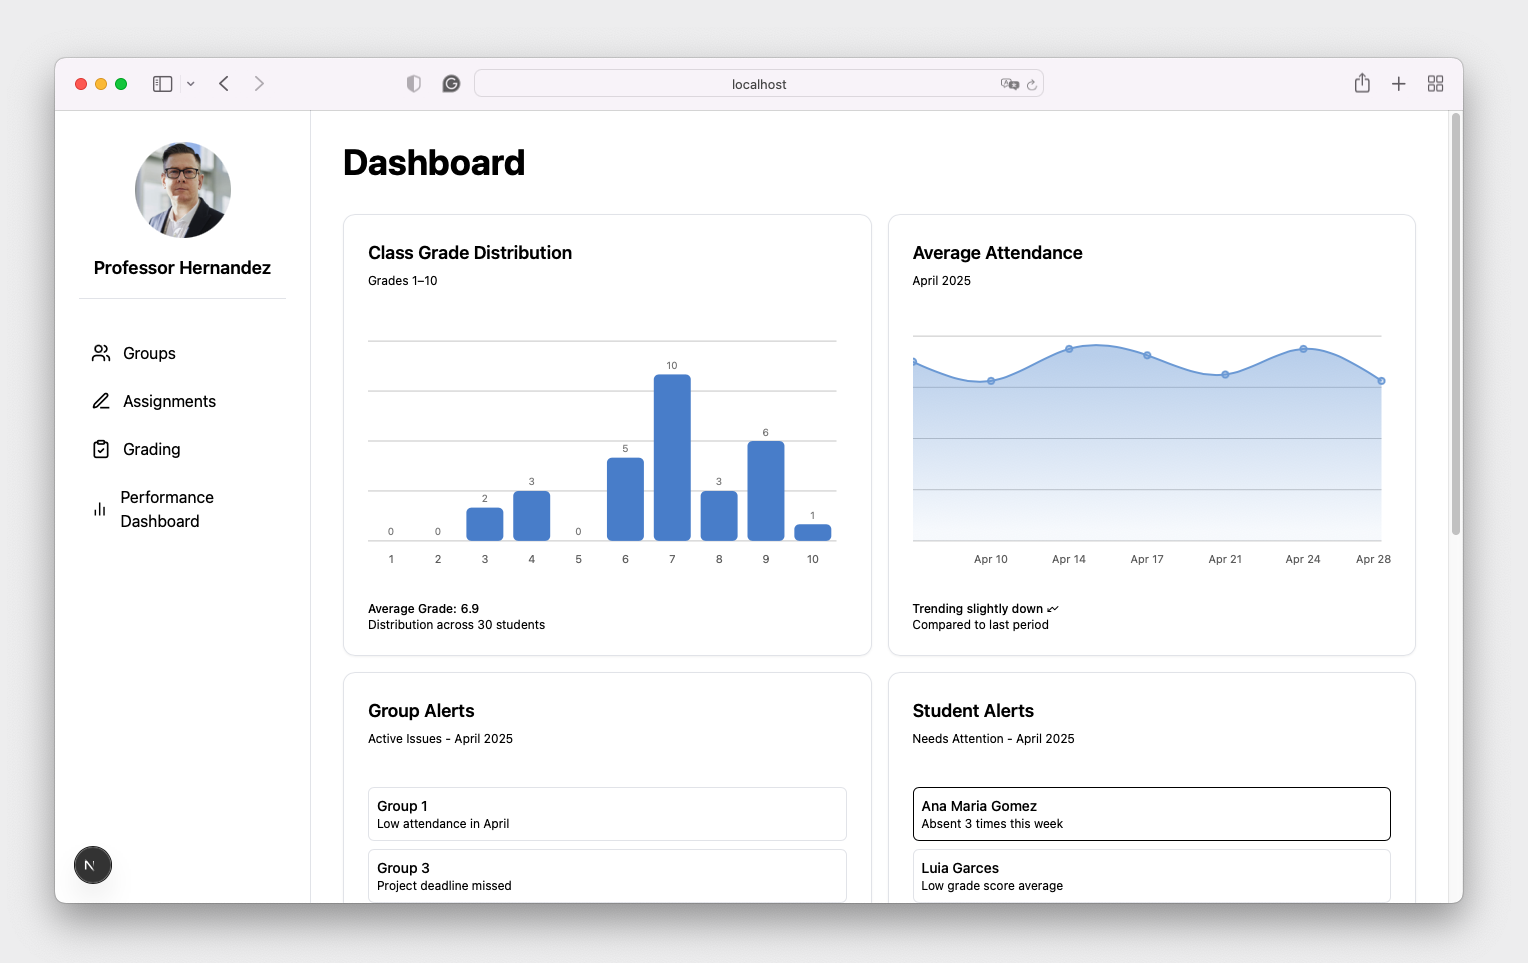 localhost
Professor Hernandez
Groups
Assignments
Grading
Performance
Dashboard
N
Dashboard
Class Grade Distribution
Grades 1–10
0 0 2 3 0 5 10 3 6 1
1 2 3 4 5 6 7 8 9 10
Average Grade: 6.9
Distribution across 30 students
Average Attendance
April 2025
Apr 10 Apr 14 Apr 17 Apr 21 Apr 24 Apr 28
Trending slightly down
Compared to last period
Group Alerts
Active Issues - April 2025
Group 1
Low attendance in April
Group 3
Project deadline missed
Student Alerts
Needs Attention - April 2025
Ana Maria Gomez
Absent 3 times this week
Luia Garces
Low grade score average